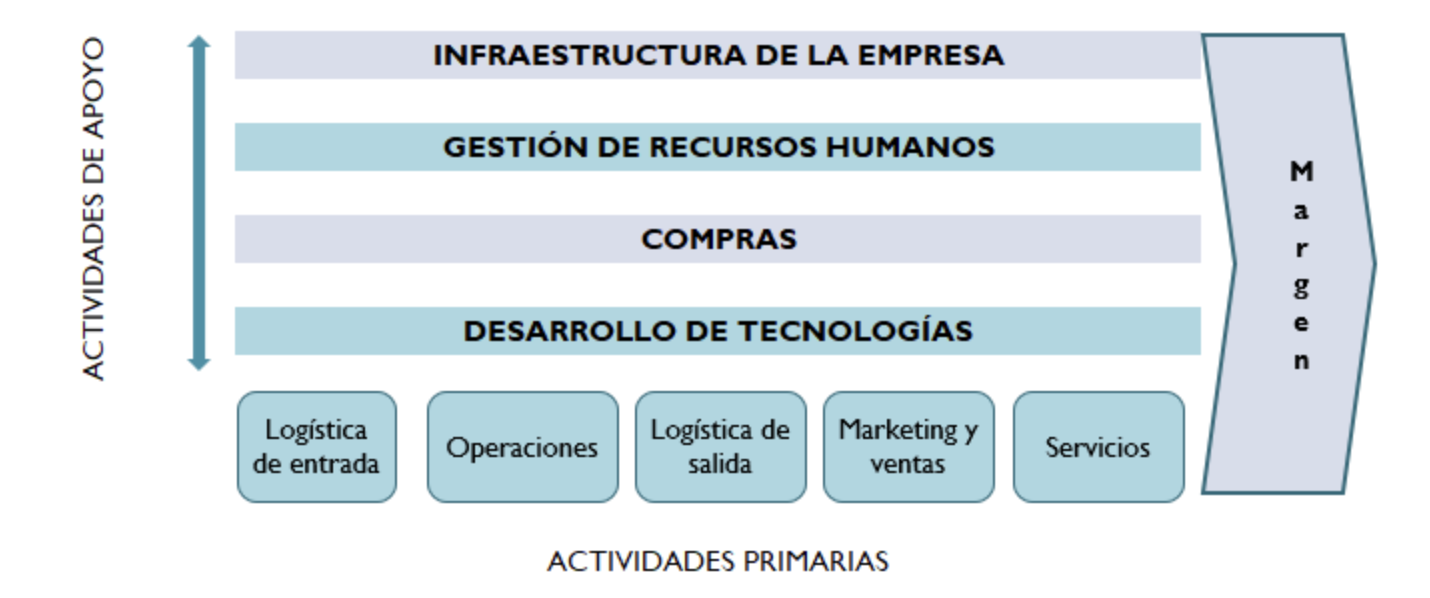 ACTIVIDADES DE APOYO
INFRAESTRUCTURA DE LA EMPRESA
GESTIÓN DE RECURSOS HUMANOS
COMPRAS
DESARROLLO DE TECNOLOGÍAS
Margen
Logística
de entrada
Operaciones
Logística de
salida
Marketing y
ventas
Servicios
ACTIVIDADES PRIMARIAS